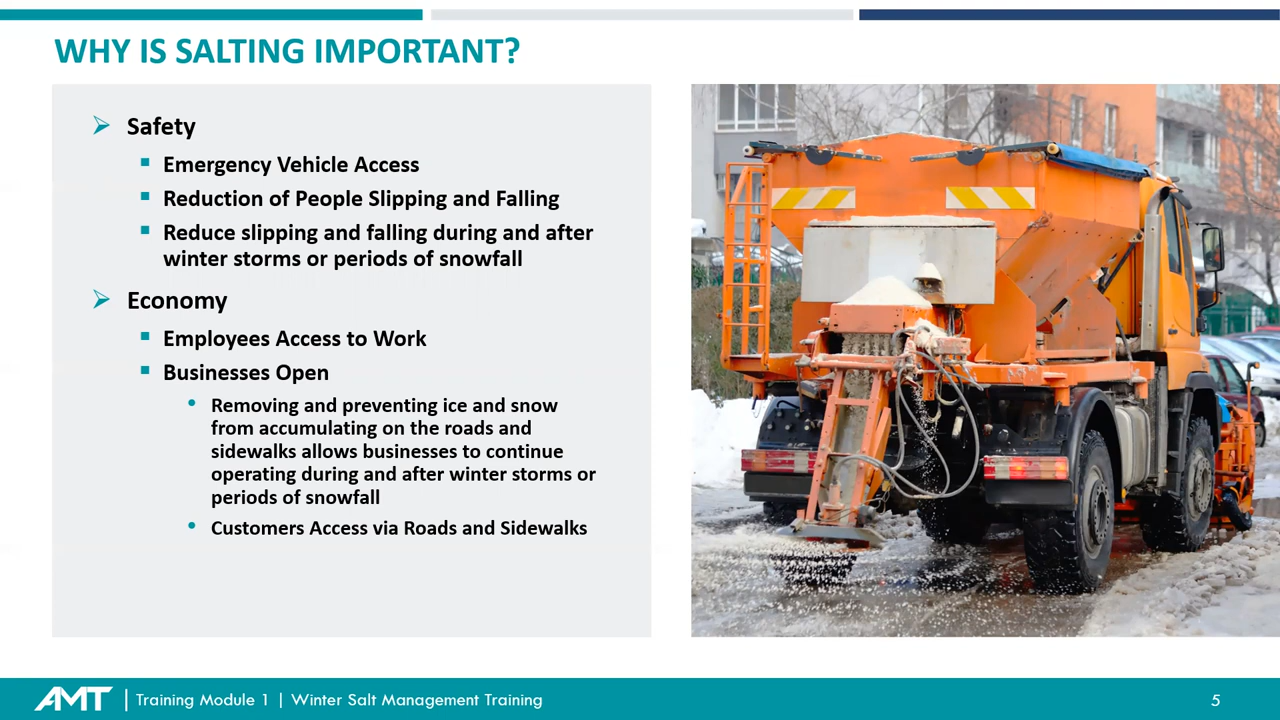 WHY IS SALTING IMPORTANT?
Safety
Emergency Vehicle Access
Reduction of People Slipping and Falling
Reduce slipping and falling during and after
winter storms or periods of snowfall
Economy
Employees Access to Work
Businesses Open
Removing and preventing ice and snow
from accumulating on the roads and
sidewalks allows businesses to continue
operating during and after winter storms or
periods of snowfall
Customers Access via Roads and Sidewalks
AMT | Training Module 1 | Winter Salt Management Training
5